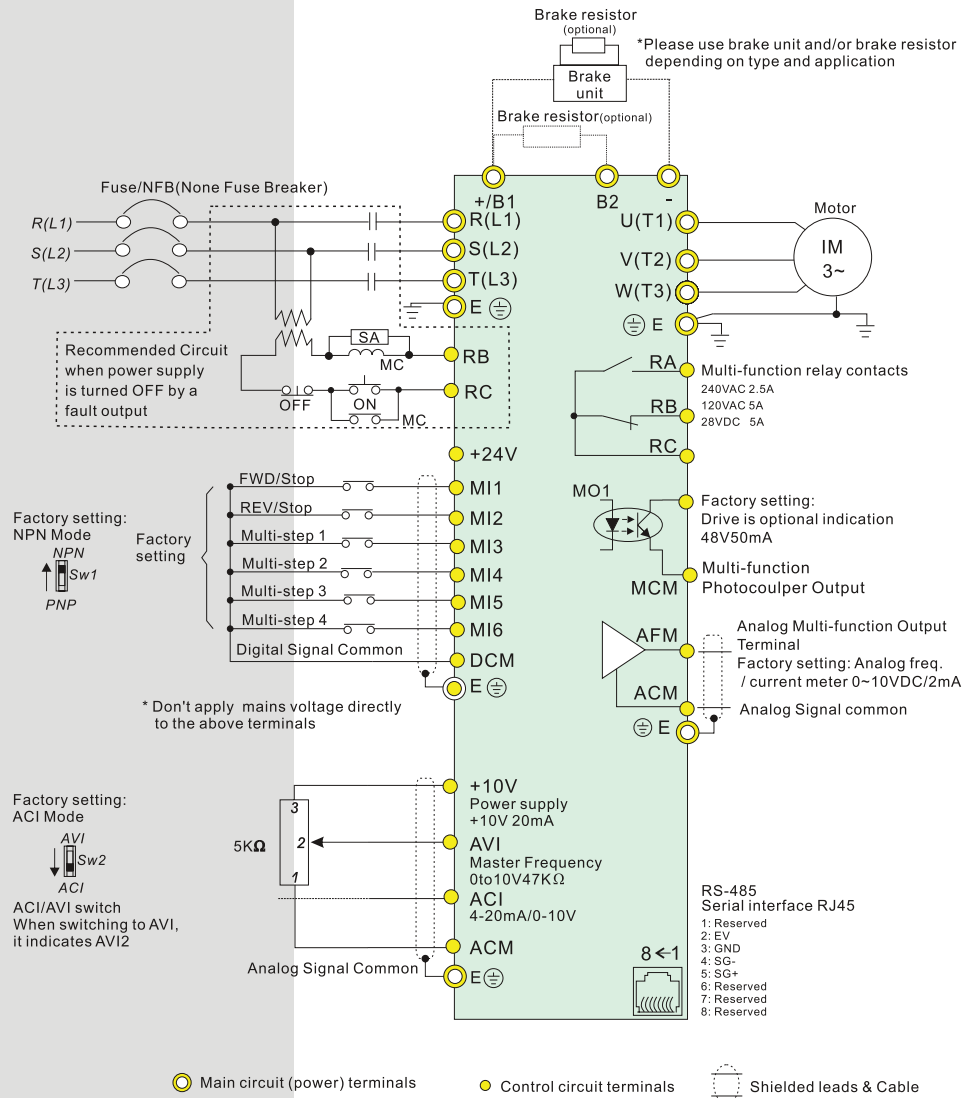 Brake resistor
(optional)
*Please use brake unit and/or brake resistor
depending on type and application
Brake
unit
Brake resistor(optional)
Fuse/NFB(None Fuse Breaker)
+/B1
B2
-
R(L1)
S(L2)
T(L3)
R(L1)
S(L2)
T(L3)
E
U(T1)
V(T2)
W(T3)
E
Motor
IM
3~
Recommended Circuit
when power supply
is turned OFF by a
fault output
SA
MC
OFF
ON
MC
RB
RC
RA
RB
RC
Multi-function relay contacts
240VAC 2.5A
120VAC 5A
28VDC 5A
+24V
Factory setting:
NPN Mode
NPN
Sw1
PNP
Factory
setting
FWD/Stop
REV/Stop
Multi-step 1
Multi-step 2
Multi-step 3
Multi-step 4
Digital Signal Common
MI1
MI2
MI3
MI4
MI5
MI6
DCM
E
* Don't apply mains voltage directly
to the above terminals
MO1
MCM
Factory setting:
Drive is optional indication
48V50mA
Multi-function
Photocoulper Output
AFM
ACM
E
Analog Multi-function Output
Terminal
Factory setting: Analog freq.
/ current meter 0~10VDC/2mA
Analog Signal common
Factory setting:
ACI Mode
AVI
Sw2
ACI
ACI/AVI switch
When switching to AVI,
it indicates AVI2
5KΩ
3
2
1
+10V
Power supply
+10V 20mA
AVI
Master Frequency
0to10V47KΩ
ACI
4-20mA/0-10V
ACM
Analog Signal Common
E
8←1
RS-485
Serial interface RJ45
1: Reserved
2: EV
3: GND
4: SG-
5: SG+
6: Reserved
7: Reserved
8: Reserved
Main circuit (power) terminals
Control circuit terminals
Shielded leads & Cable